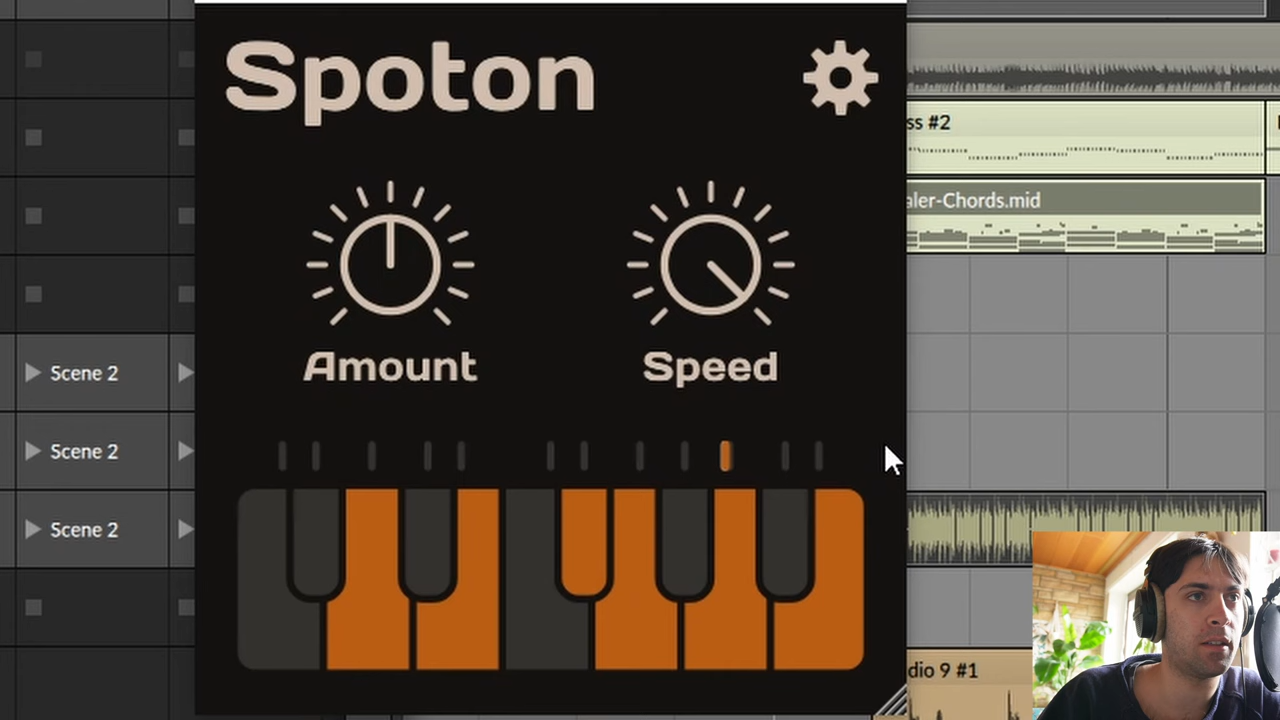 Spoton
ss #2
aler-Chords.mid
Amount
Speed
Scene 2
Scene 2
Scene 2
dio 9 #1